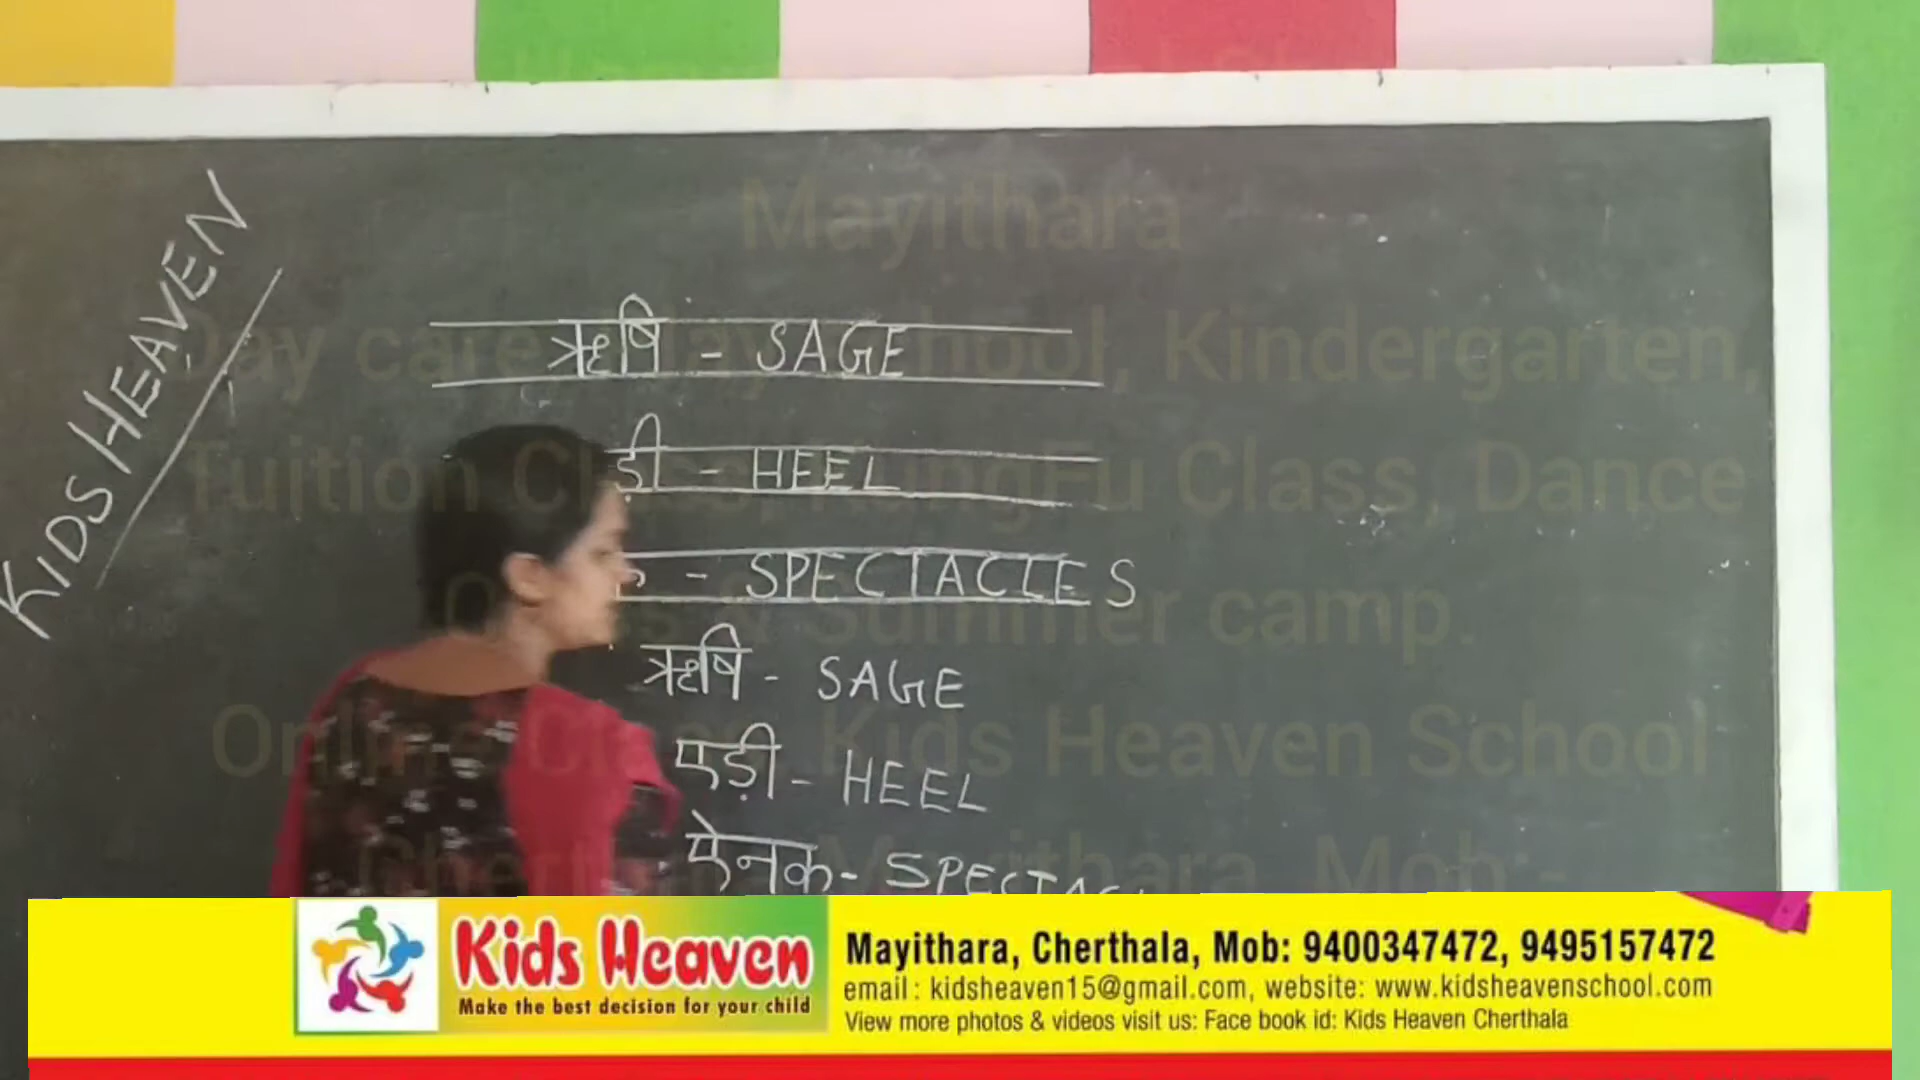 KIDS HEAVEN
Mayithara
ऋषि - SAGE
Day care, Play School, Kindergarten,
ड़ी - HEEL
Tuition Class, KungFu Class, Dance
- SPECTACLES
Summer camp.
ऋषि - SAGE
Online Class, Kids Heaven School
एड़ी - HEEL
ऐनक - SPECTAC
Mayithara, Mob:-
Kids Heaven
Make the best decision for your child
Mayithara, Cherthala, Mob: 9400347472, 9495157472
email : kidsheaven15@gmail.com, website: www.kidsheavenschool.com
View more photos & videos visit us: Face book id: Kids Heaven Cherthala